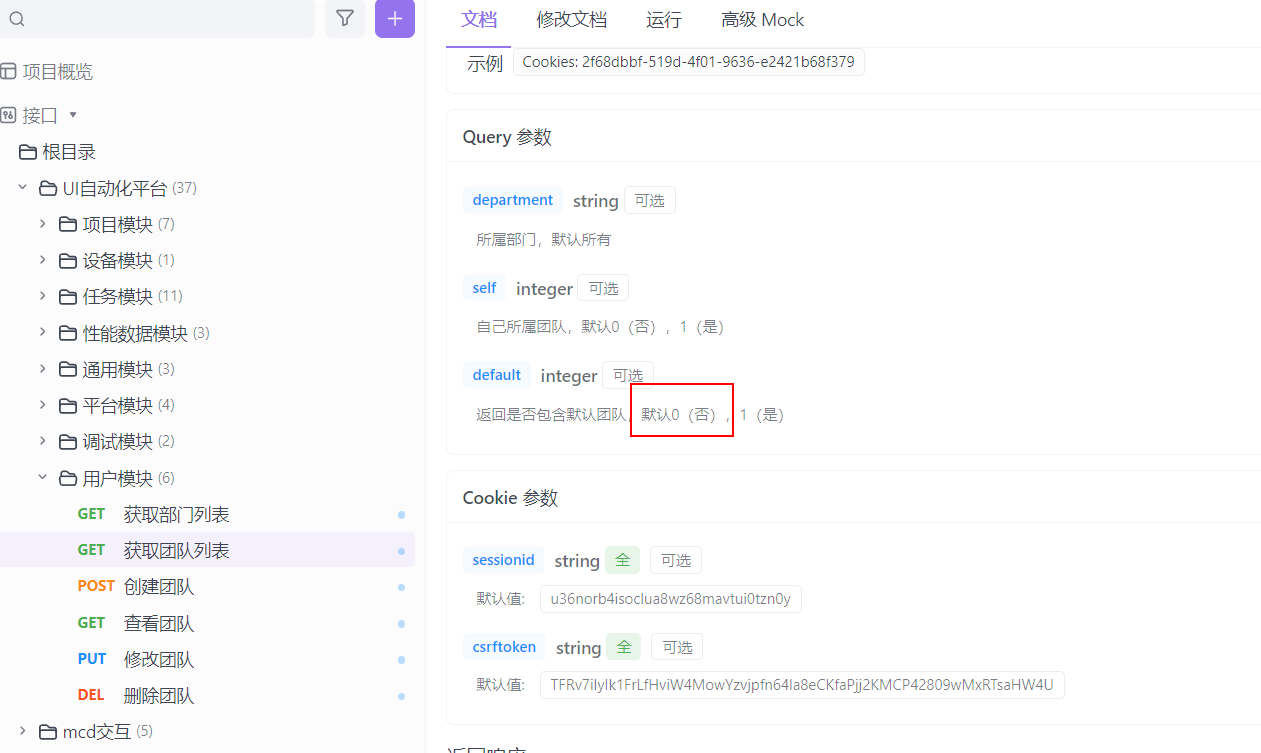 项目概览
接口
根目录
UI自动化平台 (37)
项目模块 (7)
设备模块 (1)
任务模块 (11)
性能数据模块 (3)
通用模块 (3)
平台模块 (4)
调试模块 (2)
用户模块 (6)
GET 获取部门列表
GET 获取团队列表
POST 创建团队
GET 查看团队
PUT 修改团队
DEL 删除团队
mcd交互 (5)
文档 修改文档 运行 高级 Mock
示例 Cookies: 2f68dbbf-519d-4f01-9636-e2421b68f379
Query 参数
department string 可选
所属部门，默认所有
self integer 可选
自己所属团队，默认0（否），1（是）
default integer 可选
返回是否包含默认团队，默认0（否），1（是）
Cookie 参数
sessionid string 全 可选
默认值: u36norb4isoclua8wz68mavtui0tzn0y
csrftoken string 全 可选
默认值: TFRv7iIyIk1FrLfHviW4MowYzvjpfn64la8eCKfaPjj2KMCP42809wMxRTsaHW4U
返回响应